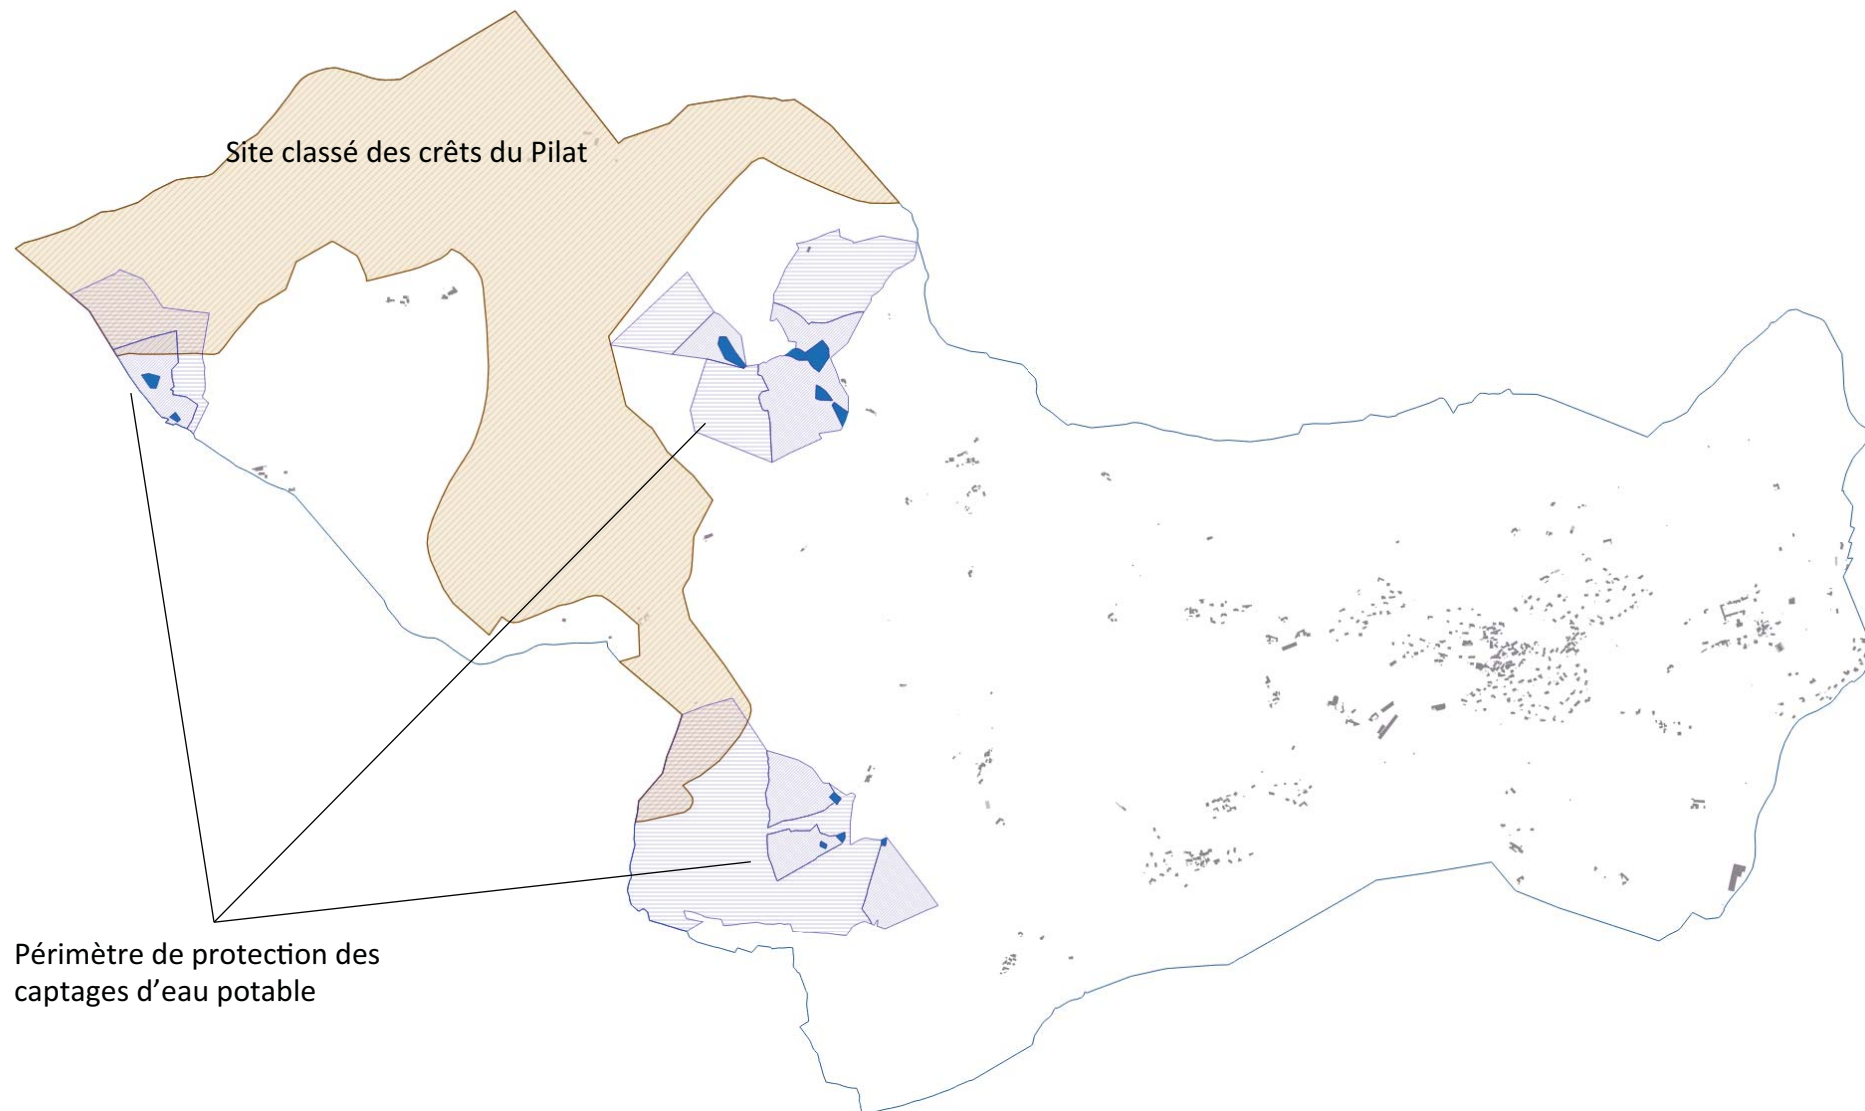 Site classé des crêts du Pilat
Périmètre de protection des
captages d’eau potable